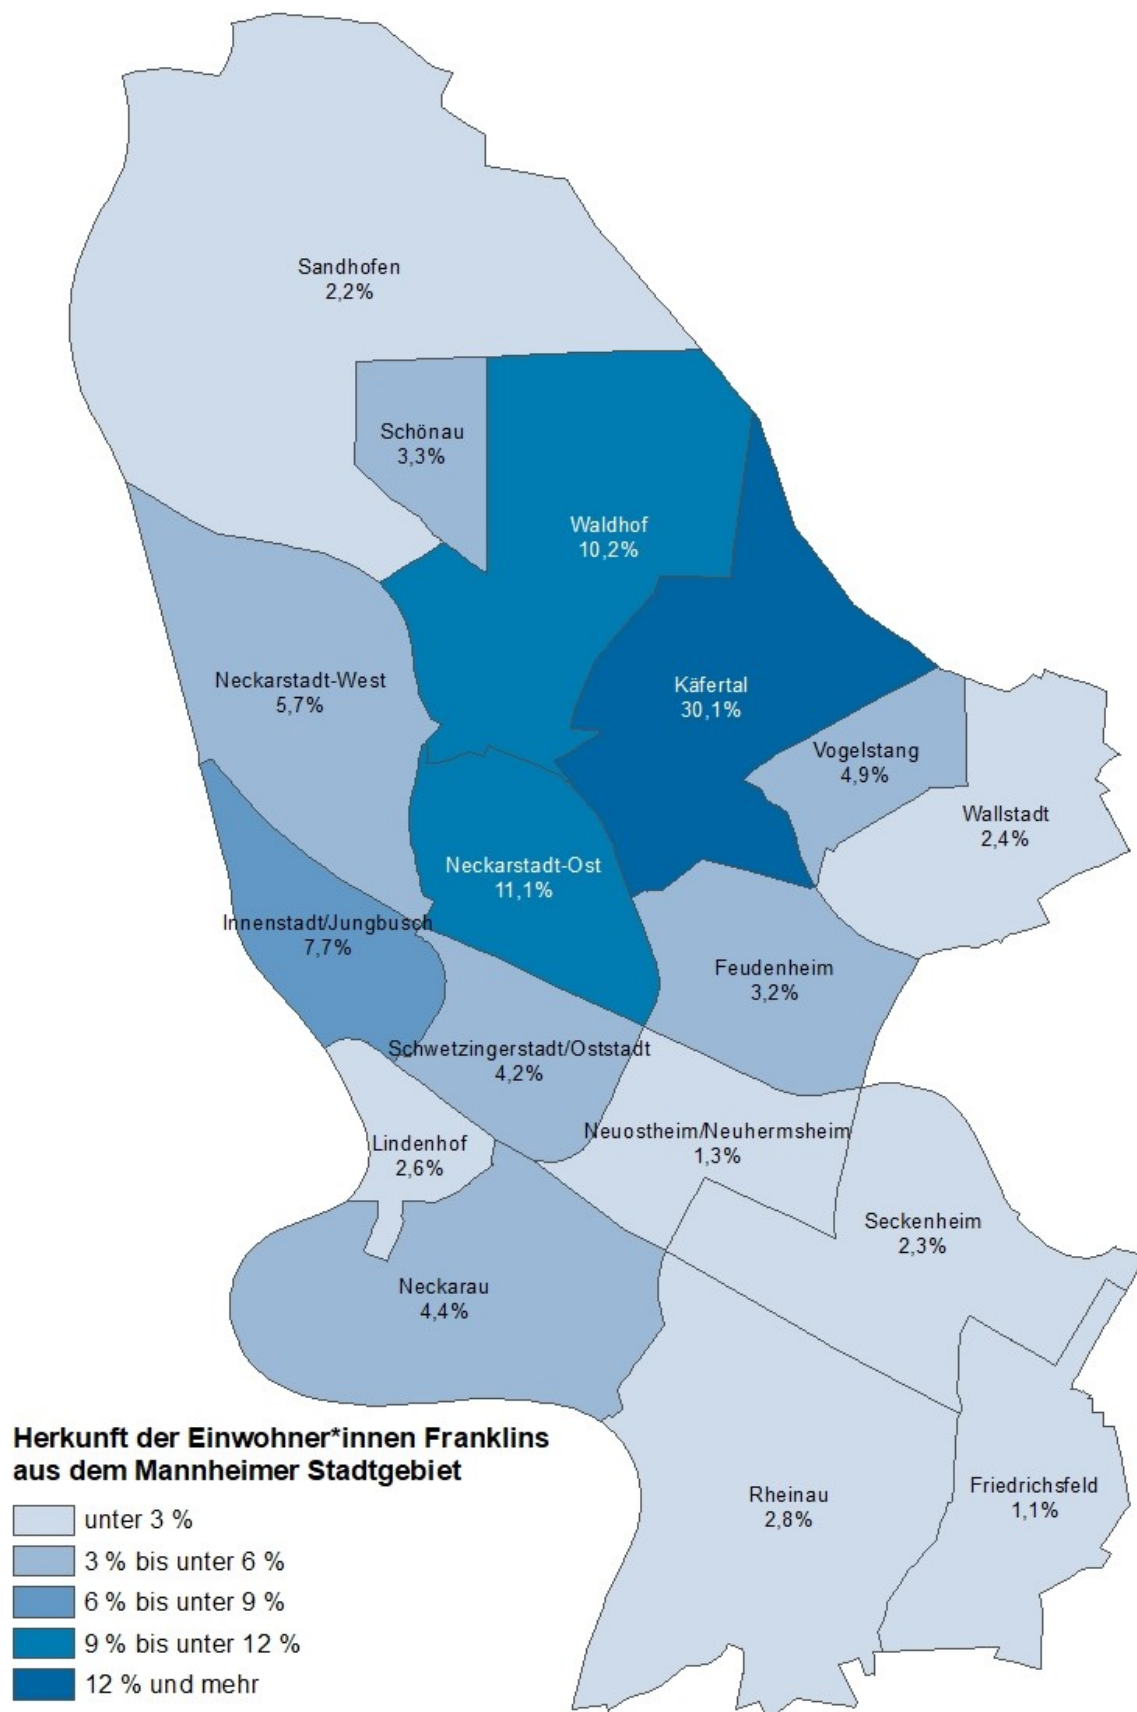 Sandhofen
2,2%
Schönau
3,3%
Waldhof
10,2%
Neckarstadt-West
5,7%
Käfertal
30,1%
Vogelstang
4,9%
Wallstadt
2,4%
Neckarstadt-Ost
11,1%
Innenstadt/Jungbusch
7,7%
Feudenheim
3,2%
Schwetzingerstadt/Oststadt
4,2%
Neuostheim/Neuhermsheim
1,3%
Lindenhof
2,6%
Seckenheim
2,3%
Neckarau
4,4%
Rheinau
2,8%
Friedrichsfeld
1,1%
Herkunft der Einwohner*innen Franklins
aus dem Mannheimer Stadtgebiet
unter 3 %
3 % bis unter 6 %
6 % bis unter 9 %
9 % bis unter 12 %
12 % und mehr